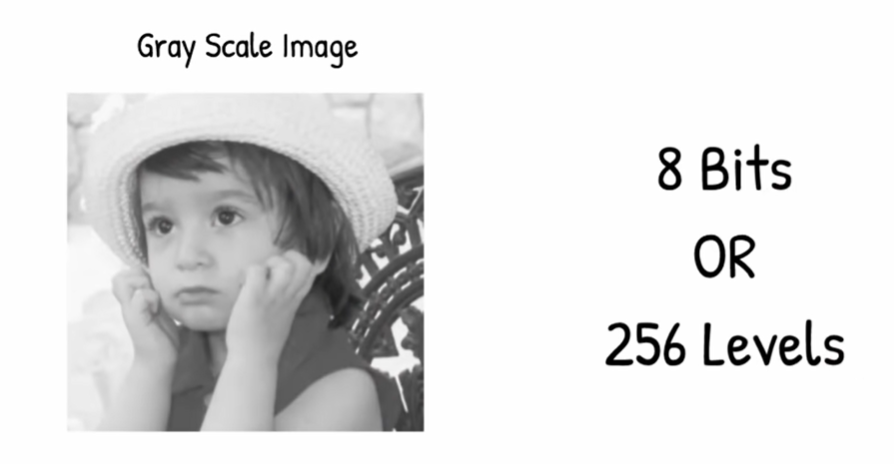 Gray Scale Image
8 Bits
OR
256 Levels